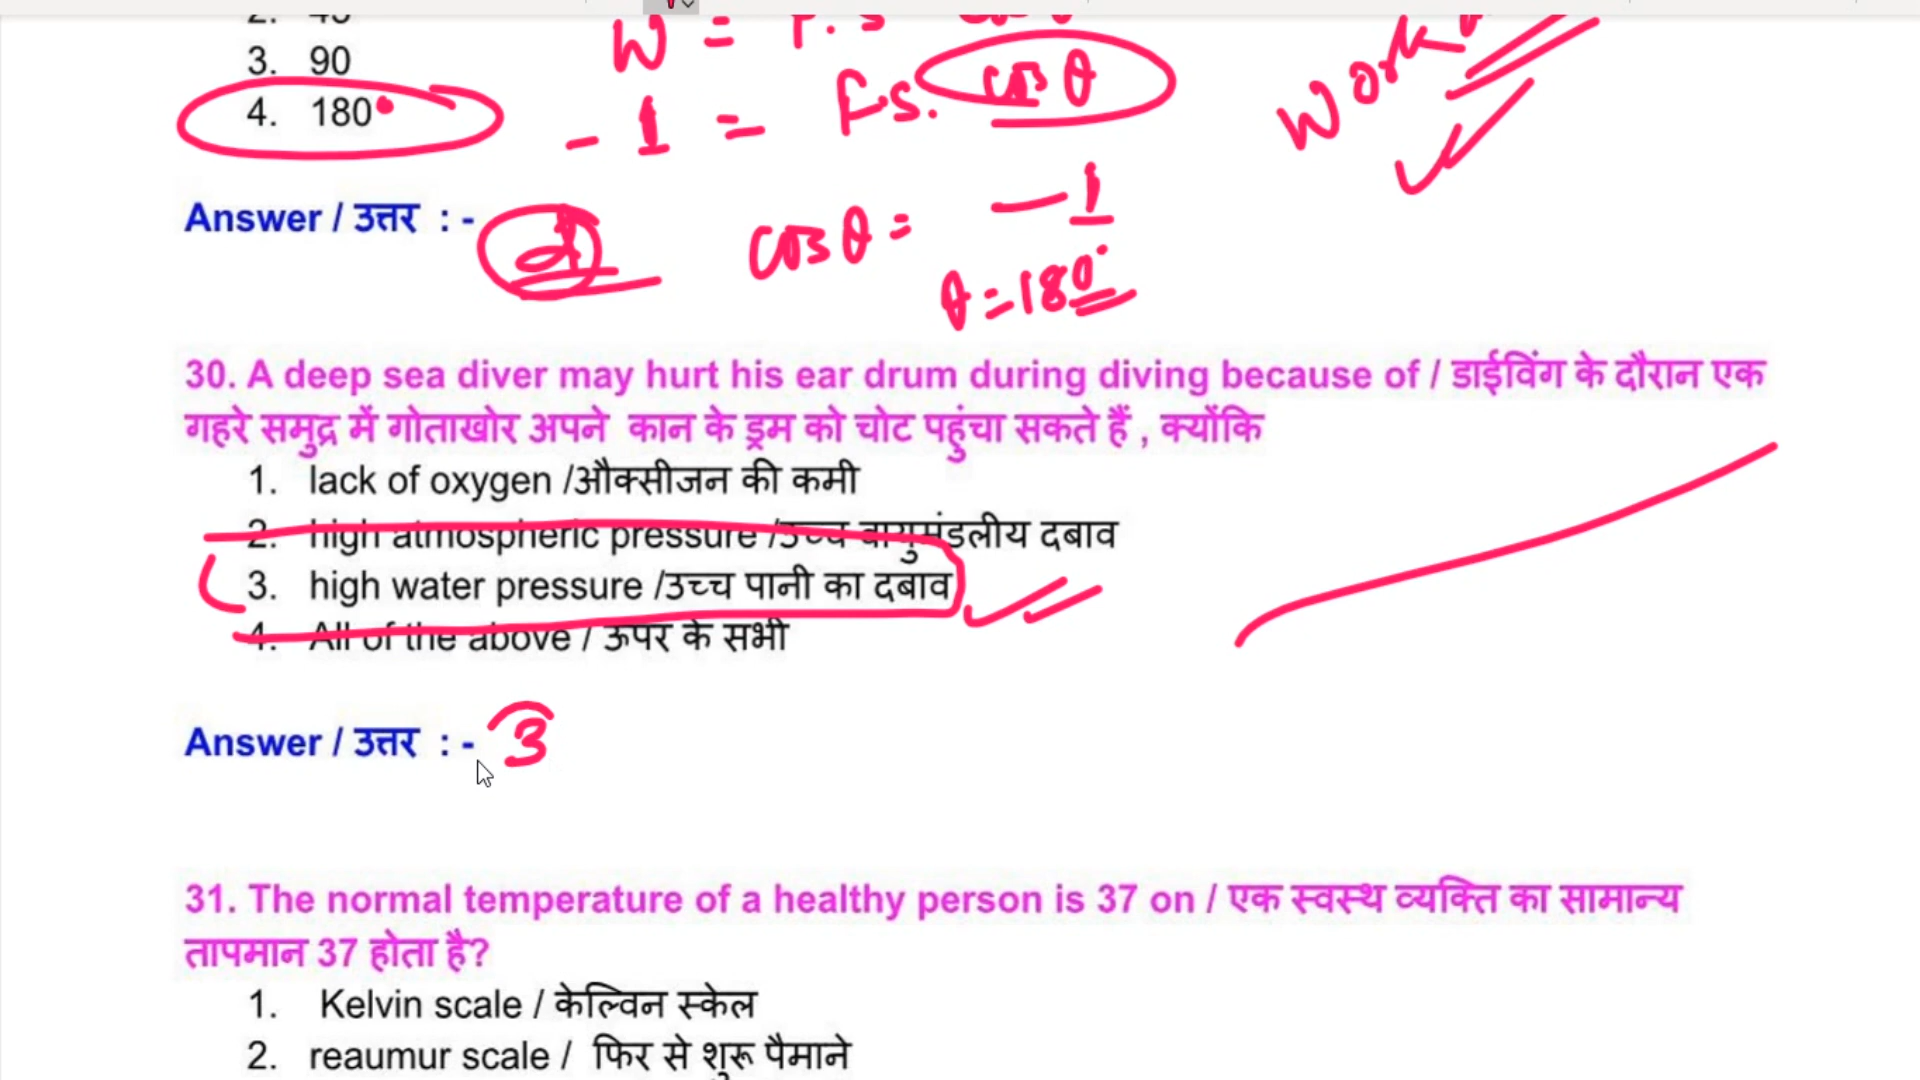 3. 90
4. 180
W = F. s
- 1 = Fs. cos θ
Work
Answer / उत्तर : -
cos θ = - 1
θ = 180°
30. A deep sea diver may hurt his ear drum during diving because of / डाईविंग के दौरान एक
गहरे समुद्र में गोताखोर अपने कान के ड्रम को चोट पहुंचा सकते हैं , क्योंकि
1. lack of oxygen /औक्सीजन की कमी
2. high atmospheric pressure /उच्च वायुमंडलीय दबाव
3. high water pressure /उच्च पानी का दबाव
4. All of the above / ऊपर के सभी
Answer / उत्तर : - 3
31. The normal temperature of a healthy person is 37 on / एक स्वस्थ व्यक्ति का सामान्य
तापमान 37 होता है?
1. Kelvin scale / केल्विन स्केल
2. reaumur scale / फिर से शुरू पैमाने